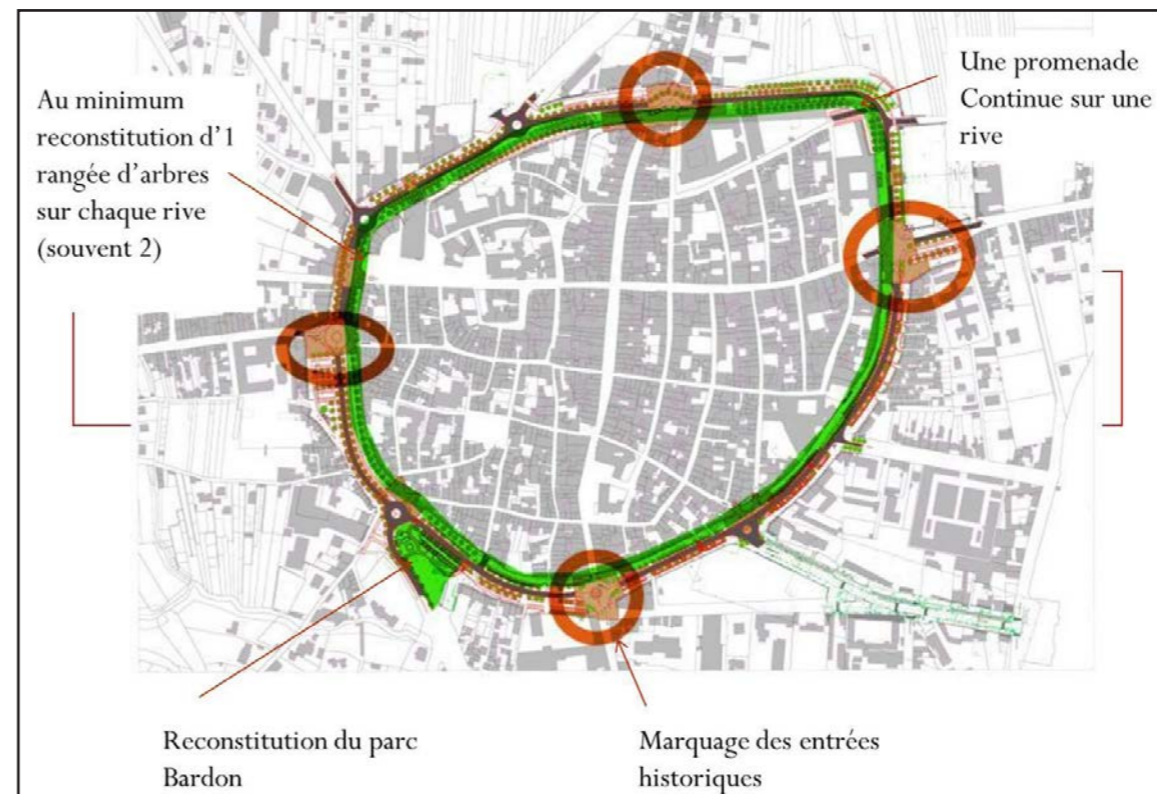 Au minimum
reconstitution d'1
rangée d'arbres
sur chaque rive
(souvent 2)
Une promenade
Continue sur une
rive
Reconstitution du parc
Bardon
Marquage des entrées
historiques